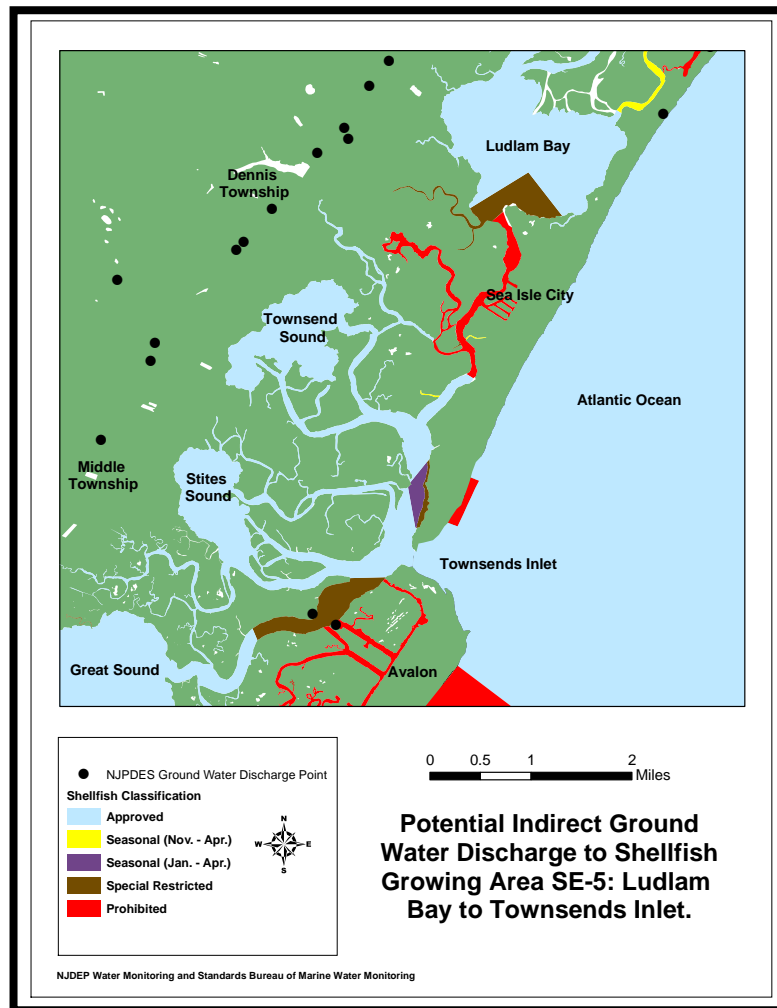 Ludlam Bay
Dennis
Township
Sea Isle City
Townsend
Sound
Atlantic Ocean
Middle
Township
Stites
Sound
Townsends Inlet
Great Sound
Avalon
NJPDES Ground Water Discharge Point
Shellfish Classification
Approved
Seasonal (Nov. - Apr.)
Seasonal (Jan. - Apr.)
Special Restricted
Prohibited
N
W E
S
0 0.5 1 2
Miles
Potential Indirect Ground
Water Discharge to Shellfish
Growing Area SE-5: Ludlam
Bay to Townsends Inlet.
NJDEP Water Monitoring and Standards Bureau of Marine Water Monitoring